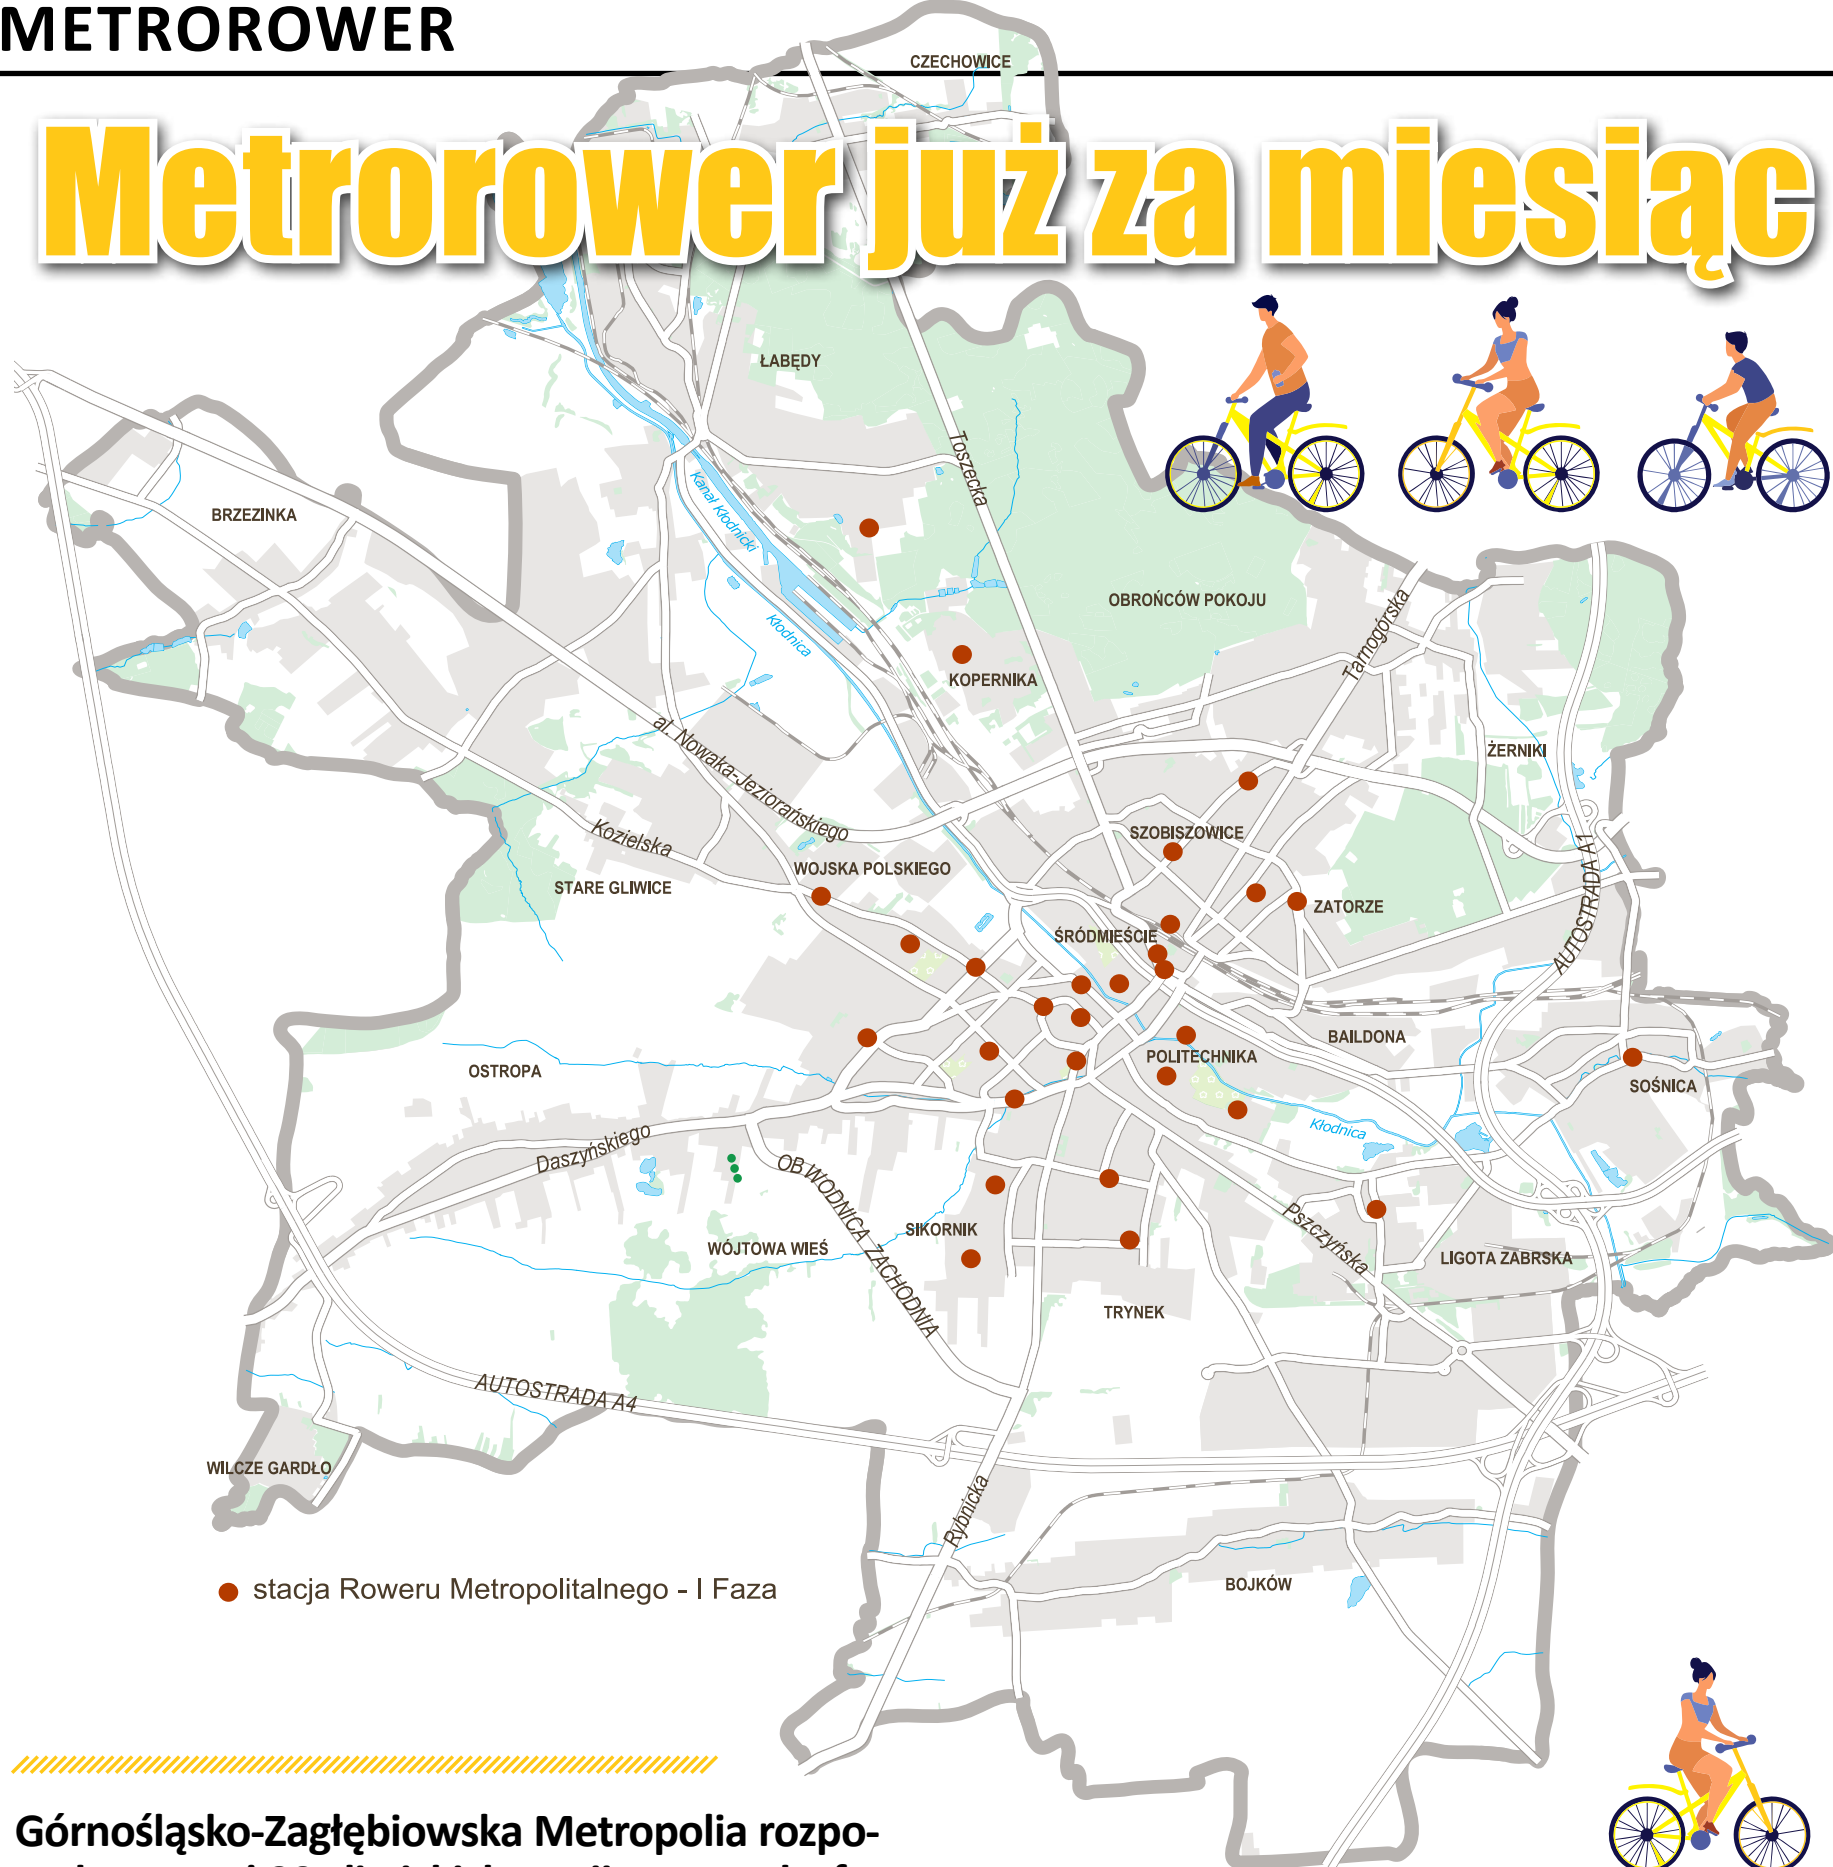 METROROWER
Metrorower już za miesiąc
CZECHOWICE
ŁABĘDY
Toszecka
BRZEZINKA
Kanał Kłodnicki
Kłodnica
OBROŃCÓW POKOJU
Tarnogórska
KOPERNIKA
ŻERNIKI
al. Nowaka-Jeziorańskiego
Kozielska
SZOBISZOWICE
WOJSKA POLSKIEGO
STARE GLIWICE
ZATORZE
AUTOSTRADA A1
ŚRÓDMIEŚCIE
BAILDONA
POLITECHNIKA
OSTROPA
SOŚNICA
Kłodnica
Daszyńskiego
OBWODNICA ZACHODNIA
SIKORNIK
WÓJTOWA WIEŚ
Pszczyńska
LIGOTA ZABRSKA
TRYNEK
AUTOSTRADA A4
WILCZE GARDŁO
Rybnicka
BOJKÓW
stacja Roweru Metropolitalnego - I Faza
Górnośląsko-Zagłębiowska Metropolia rozpo-